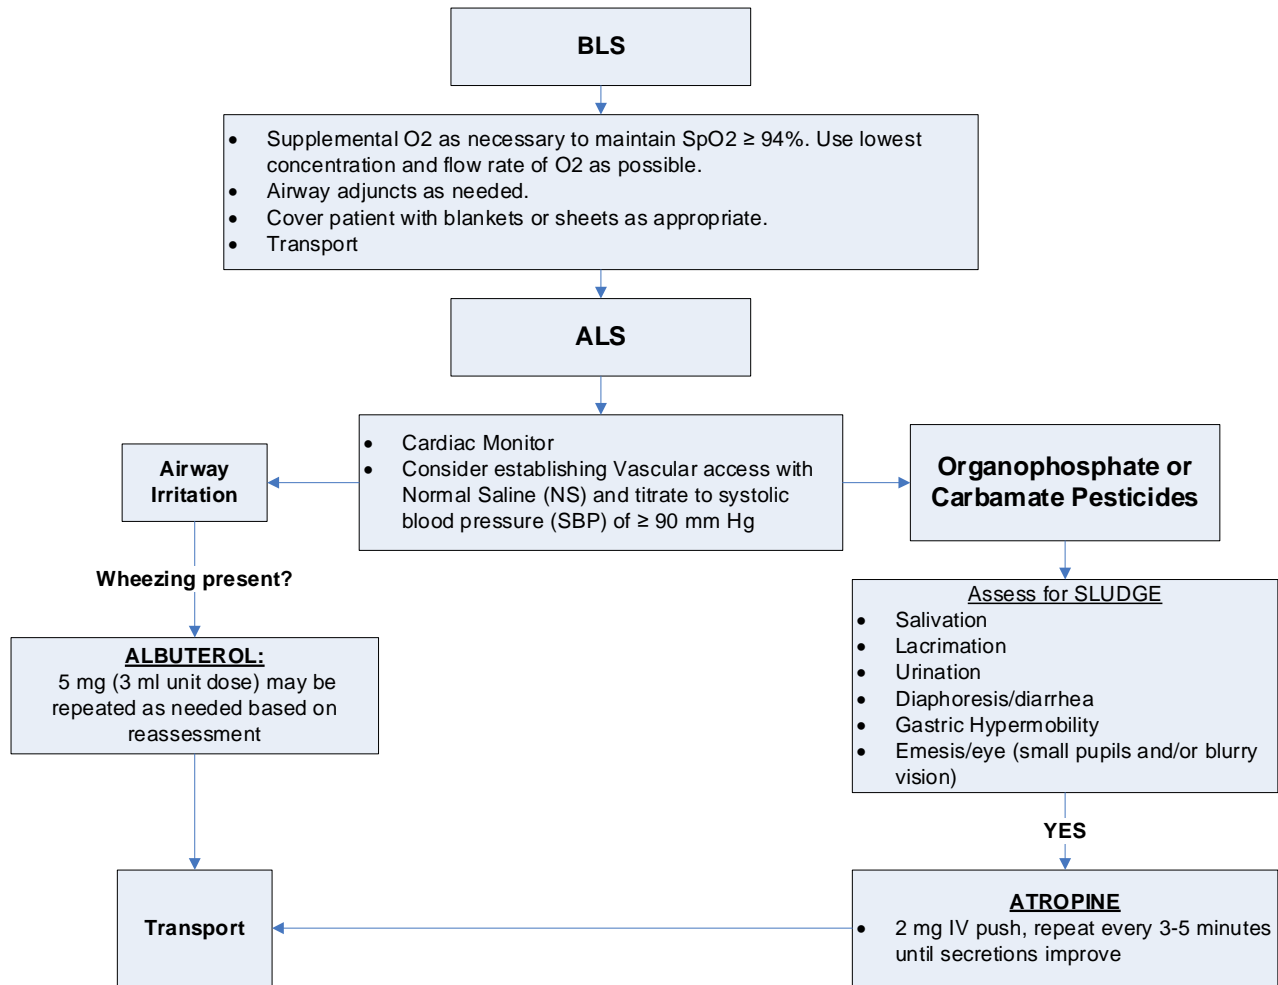 BLS
• Supplemental O2 as necessary to maintain SpO2 ≥ 94%. Use lowest
concentration and flow rate of O2 as possible.
• Airway adjuncts as needed.
• Cover patient with blankets or sheets as appropriate.
• Transport
ALS
• Cardiac Monitor
• Consider establishing Vascular access with
Normal Saline (NS) and titrate to systolic
blood pressure (SBP) of ≥ 90 mm Hg
Airway
Irritation
Wheezing present?
ALBUTEROL:
5 mg (3 ml unit dose) may be
repeated as needed based on
reassessment
Organophosphate or
Carbamate Pesticides
Assess for SLUDGE
• Salivation
• Lacrimation
• Urination
• Diaphoresis/diarrhea
• Gastric Hypermobility
• Emesis/eye (small pupils and/or blurry
vision)
YES
ATROPINE
• 2 mg IV push, repeat every 3-5 minutes
until secretions improve
Transport